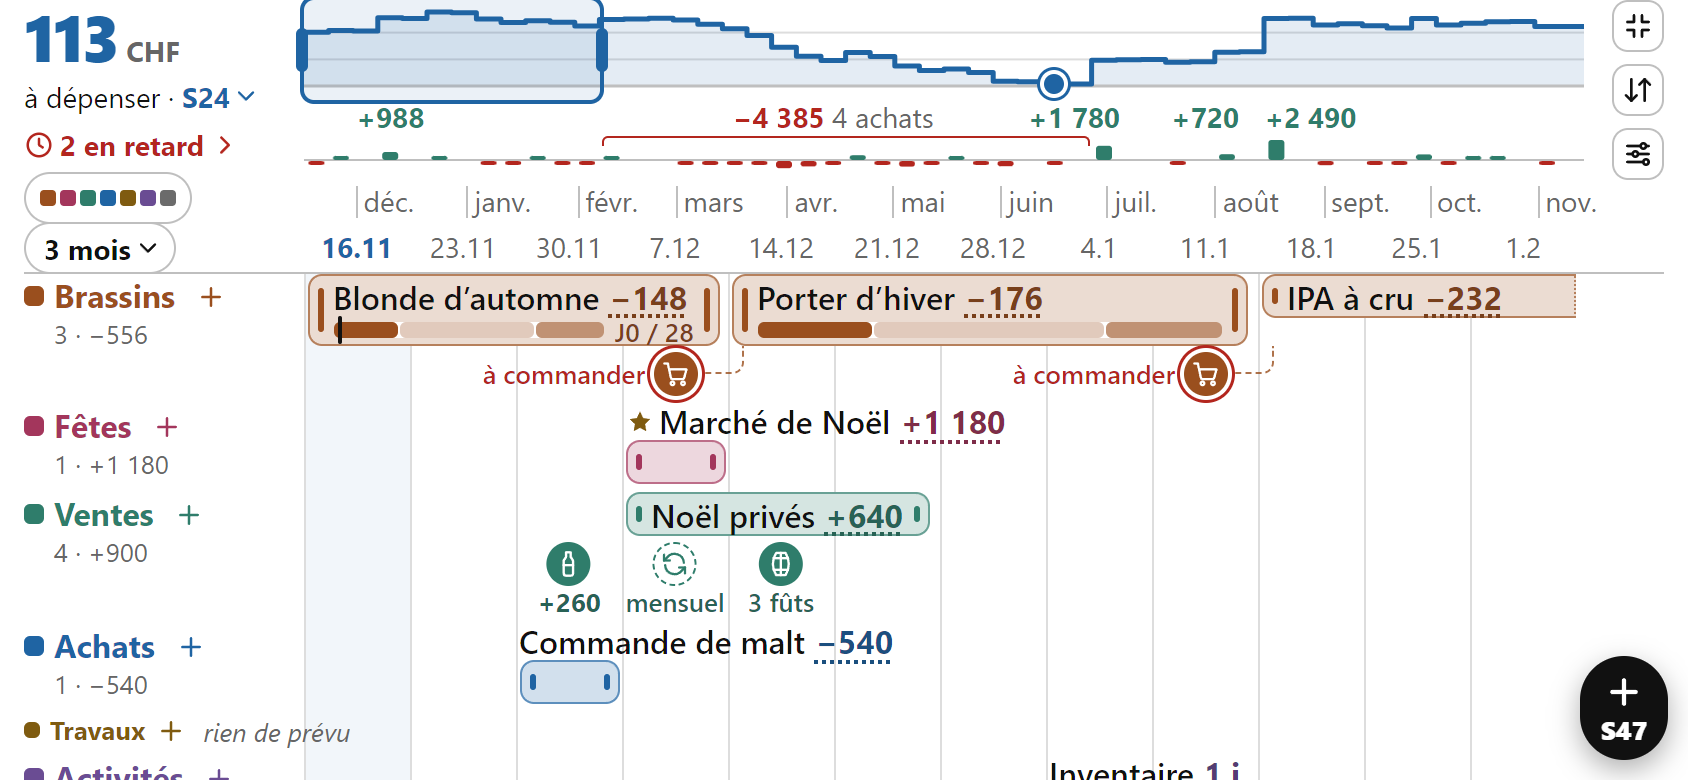 113 CHF
à dépenser · S24
2 en retard
+988
−4 385 4 achats
+1 780
+720
+2 490
déc.
janv.
févr.
mars
avr.
mai
juin
juil.
août
sept.
oct.
nov.
3 mois
16.11
23.11
30.11
7.12
14.12
21.12
28.12
4.1
11.1
18.1
25.1
1.2
Brassins +
3 · −556
Blonde d’automne −148
J0 / 28
Porter d’hiver −176
IPA à cru −232
à commander
à commander
Fêtes +
1 · +1 180
Marché de Noël +1 180
Ventes +
4 · +900
Noël privés +640
+260
mensuel
3 fûts
Achats +
1 · −540
Commande de malt −540
Travaux + rien de prévu
Activités +
Inventaire 1 j
+
S47